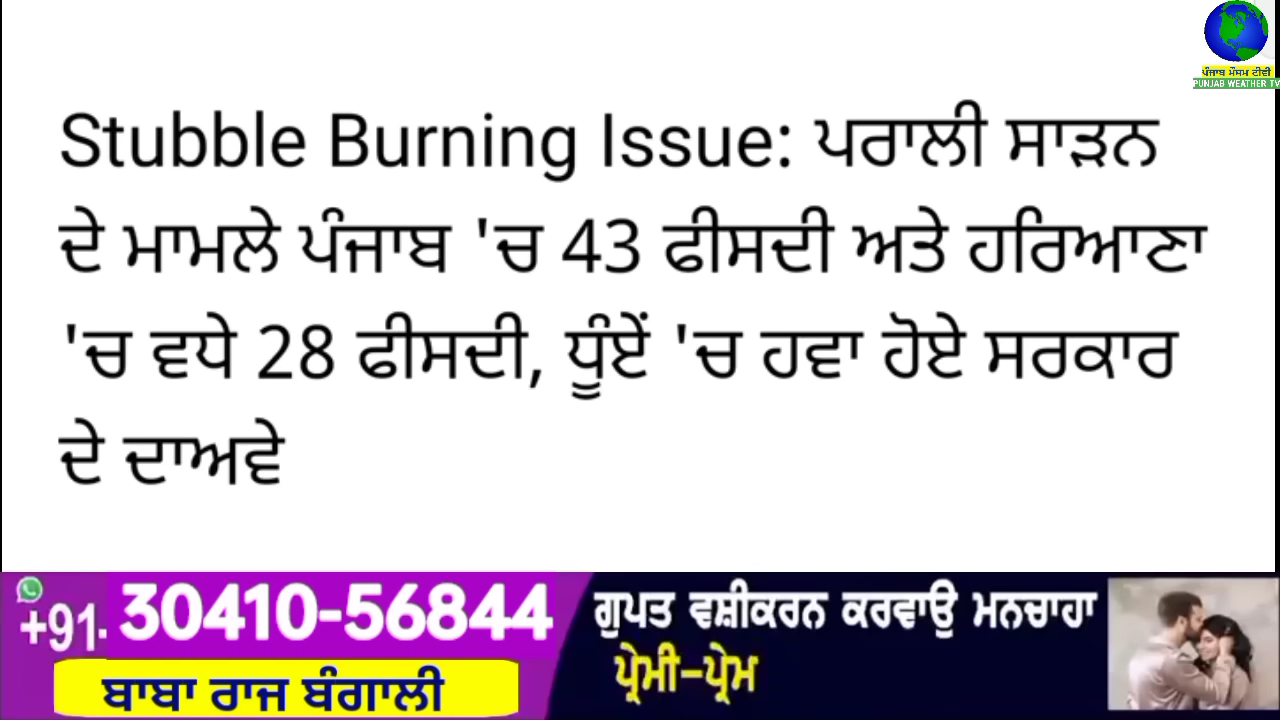 ਪੰਜਾਬ ਮੌਸਮ ਟੀਵੀ
PUNJAB WEATHER TV
Stubble Burning Issue: ਪਰਾਲੀ ਸਾੜਨ
ਦੇ ਮਾਮਲੇ ਪੰਜਾਬ 'ਚ 43 ਫੀਸਦੀ ਅਤੇ ਹਰਿਆਣਾ
'ਚ ਵਧੇ 28 ਫੀਸਦੀ, ਧੂੰਏਂ 'ਚ ਹਵਾ ਹੋਏ ਸਰਕਾਰ
ਦੇ ਦਾਅਵੇ
+91- 30410-56844
ਬਾਬਾ ਰਾਜ ਬੰਗਾਲੀ
ਗੁਪਤ ਵਸ਼ੀਕਰਨ ਕਰਵਾਉ ਮਨਚਾਹਾ
ਪ੍ਰੇਮੀ-ਪ੍ਰੇਮ